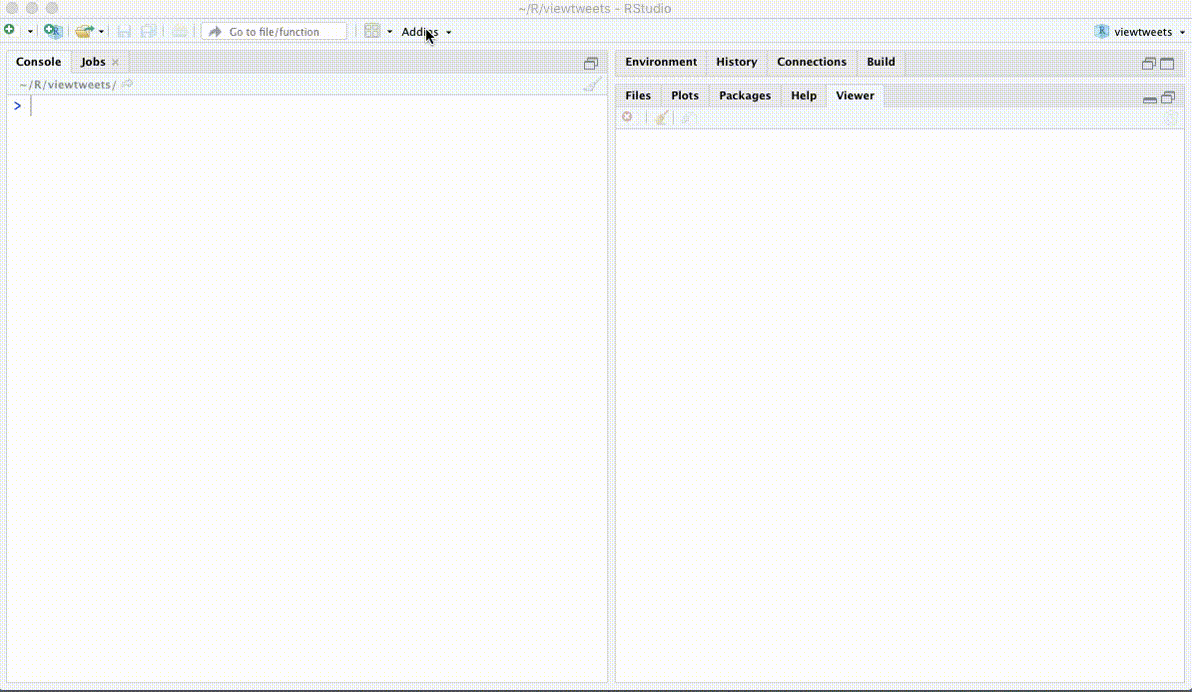 ~/R/viewtweets - RStudio
Go to file/function Addins viewtweets
Console Jobs
~/R/viewtweets/
>
Environment History Connections Build
Files Plots Packages Help Viewer